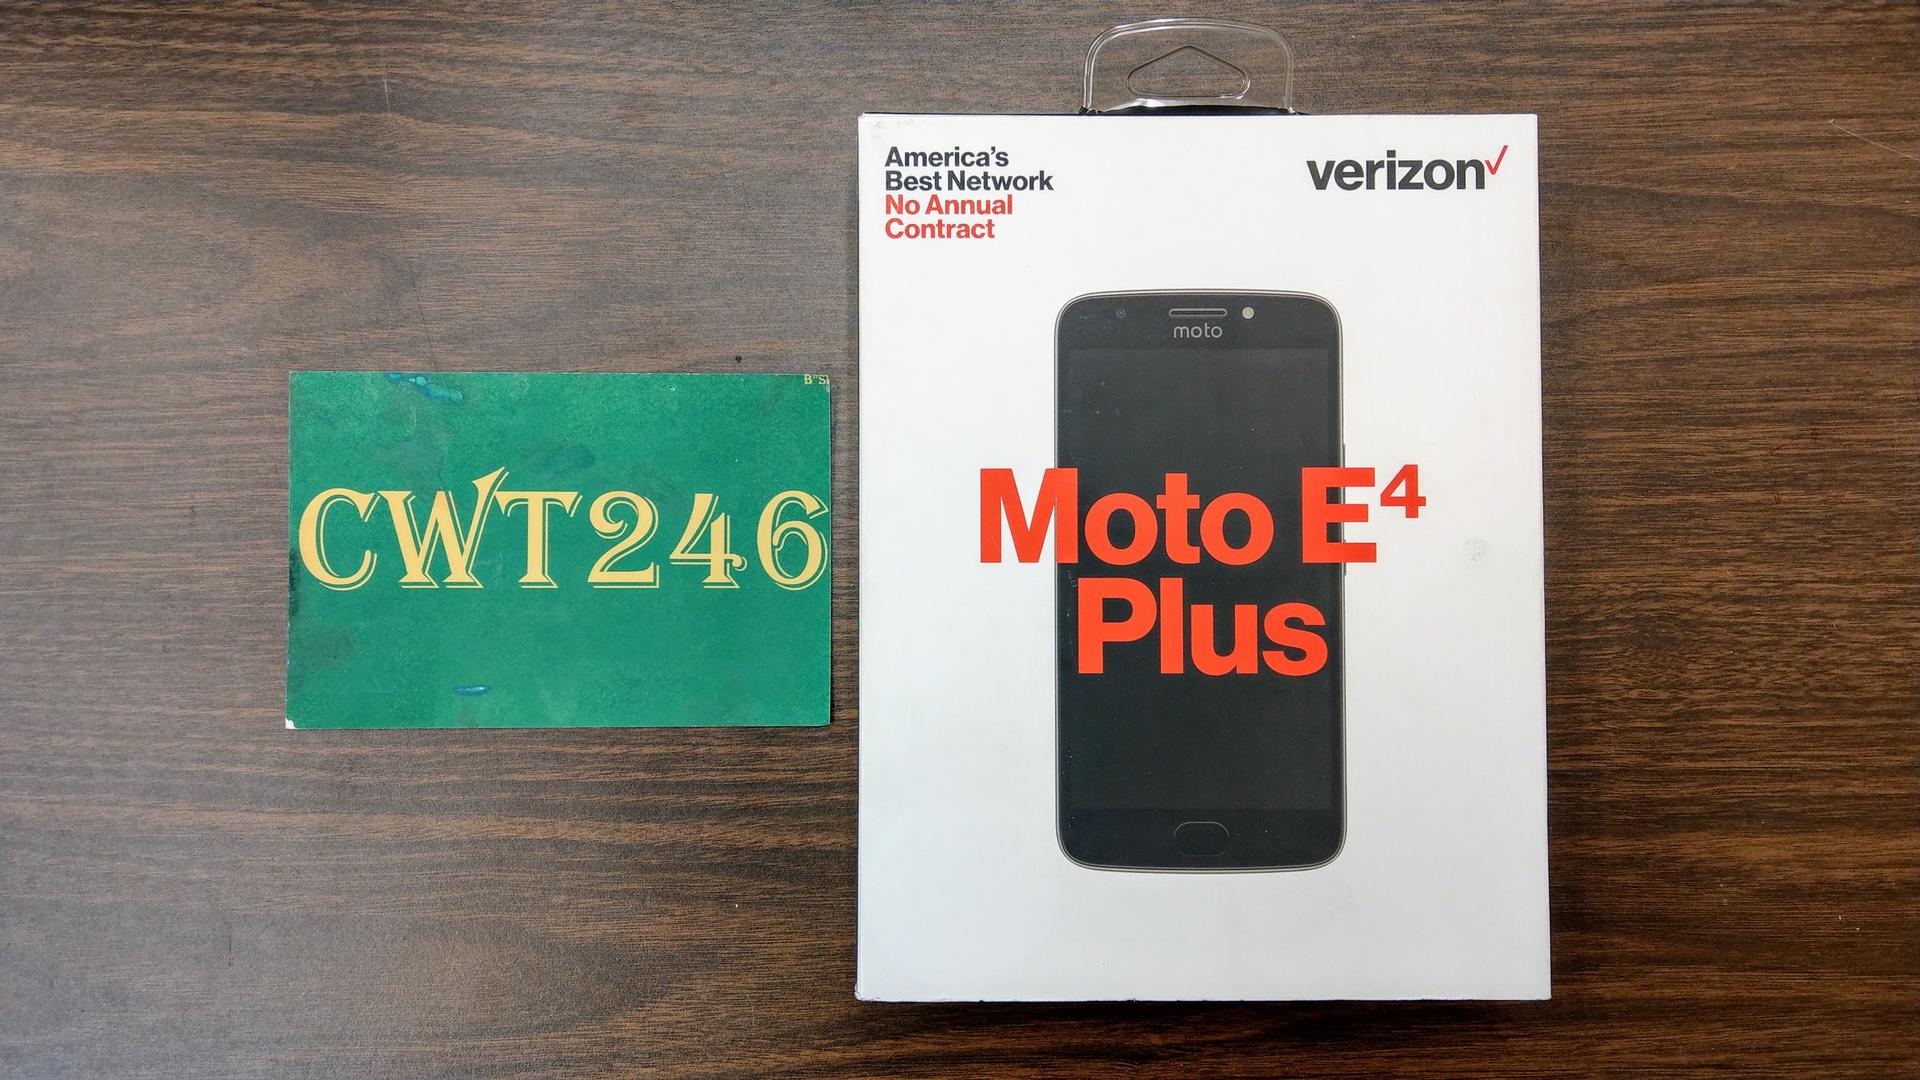 B"S
CWT246
America's
Best Network
No Annual
Contract
verizon
moto
Moto E4
Plus